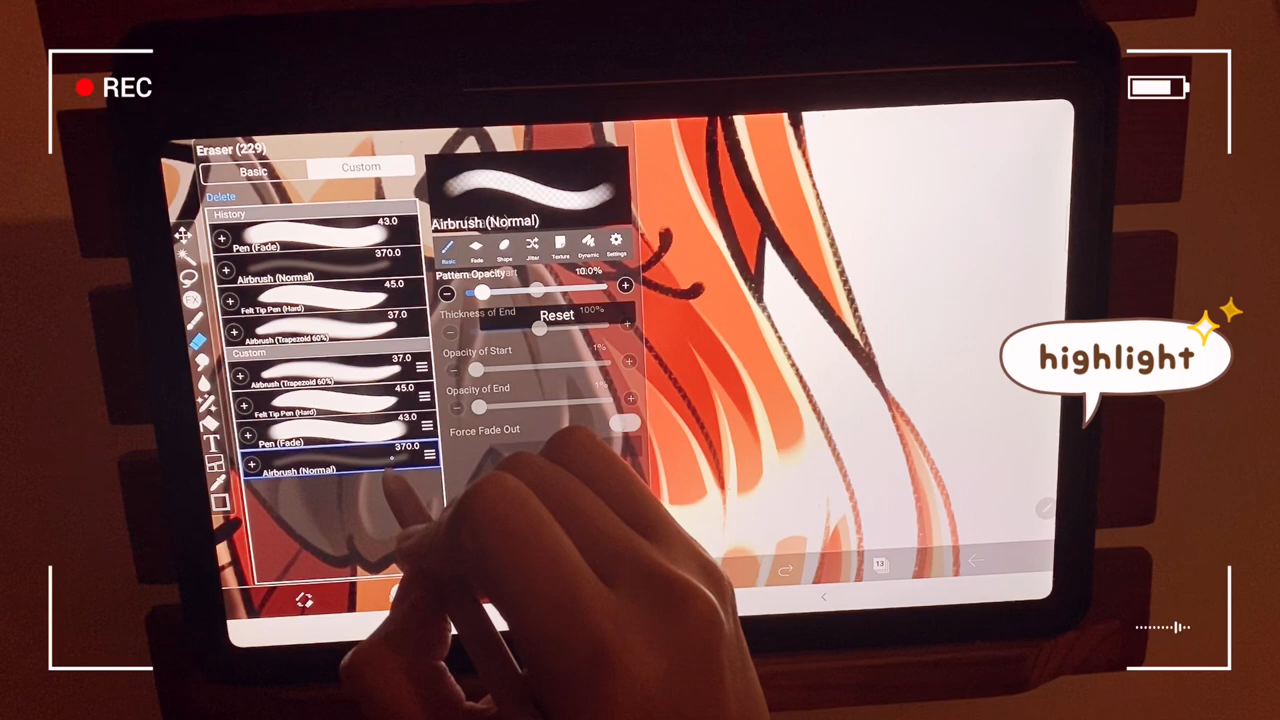 REC
Eraser (229)
Basic
Custom
Delete
History
43.0
Pen (Fade)
370.0
Airbrush (Normal)
45.0
Felt Tip Pen (Hard)
37.0
Airbrush (Trapezoid 60%)
Custom
37.0
Airbrush (Trapezoid 60%)
45.0
Felt Tip Pen (Hard)
43.0
Pen (Fade)
370.0
Airbrush (Normal)
FX
T
Airbrush (Normal)
Basic
Fade
Shape
Jitter
Texture
Dynamic
Settings
Pattern Opacity
Thickness of End
100%
Reset
Opacity of Start
1%
Opacity of End
1%
Force Fade Out
13
highlight